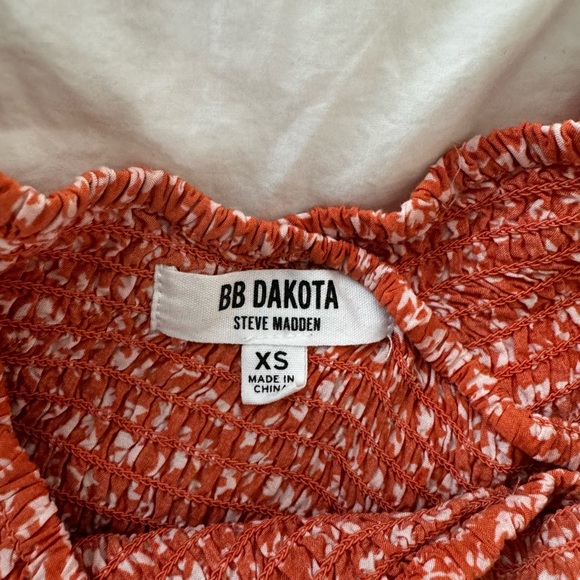 BB DAKOTA
STEVE MADDEN
XS
MADE IN
CHINA